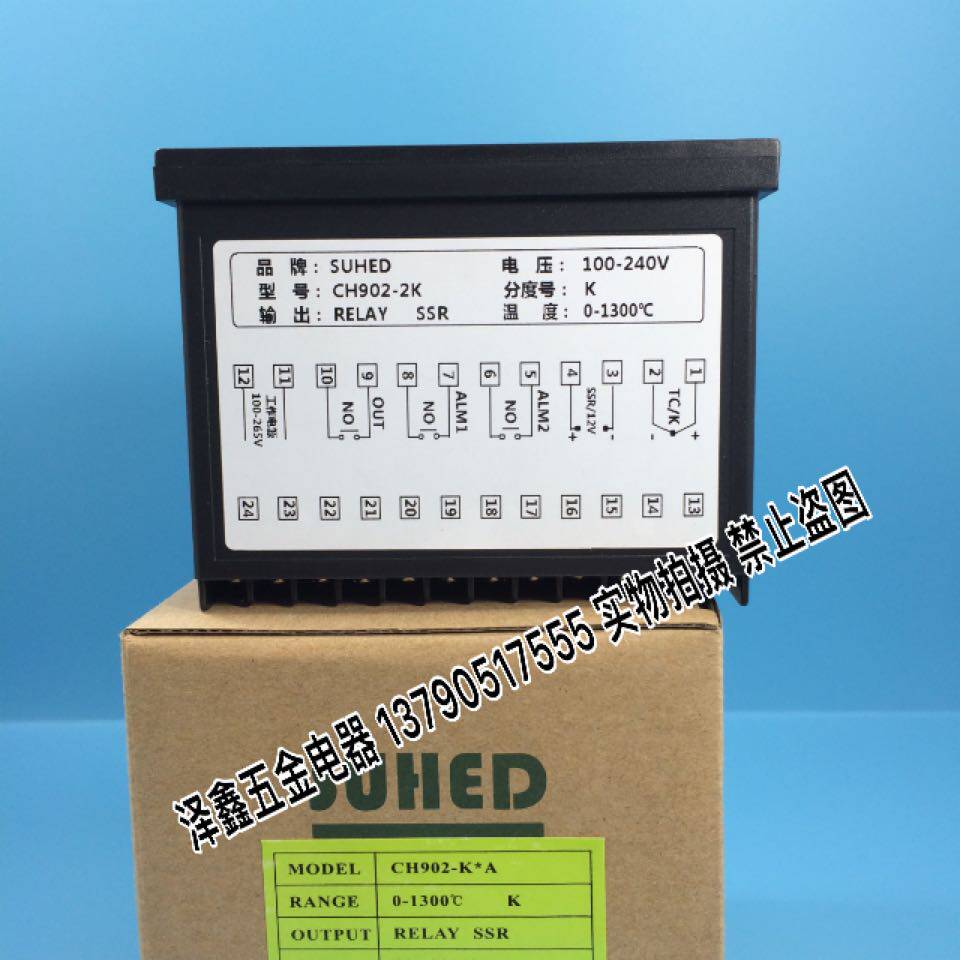 品 牌：SUHED 电 压：100-240V
型 号：CH902-2K 分度号：K
输 出：RELAY SSR 温 度：0-1300℃
12 11 10 9 8 7 6 5 4 3 2 1
工作电源 100-265V NO OUT NO ALM1 NO ALM2 SSR/12V + - TC/K - +
24 23 22 21 20 19 18 17 16 15 14 13
泽鑫五金电器 13790517555 实物拍摄 禁止盗图
SUHED
MODEL CH902-K*A
RANGE 0-1300℃ K
OUTPUT RELAY SSR